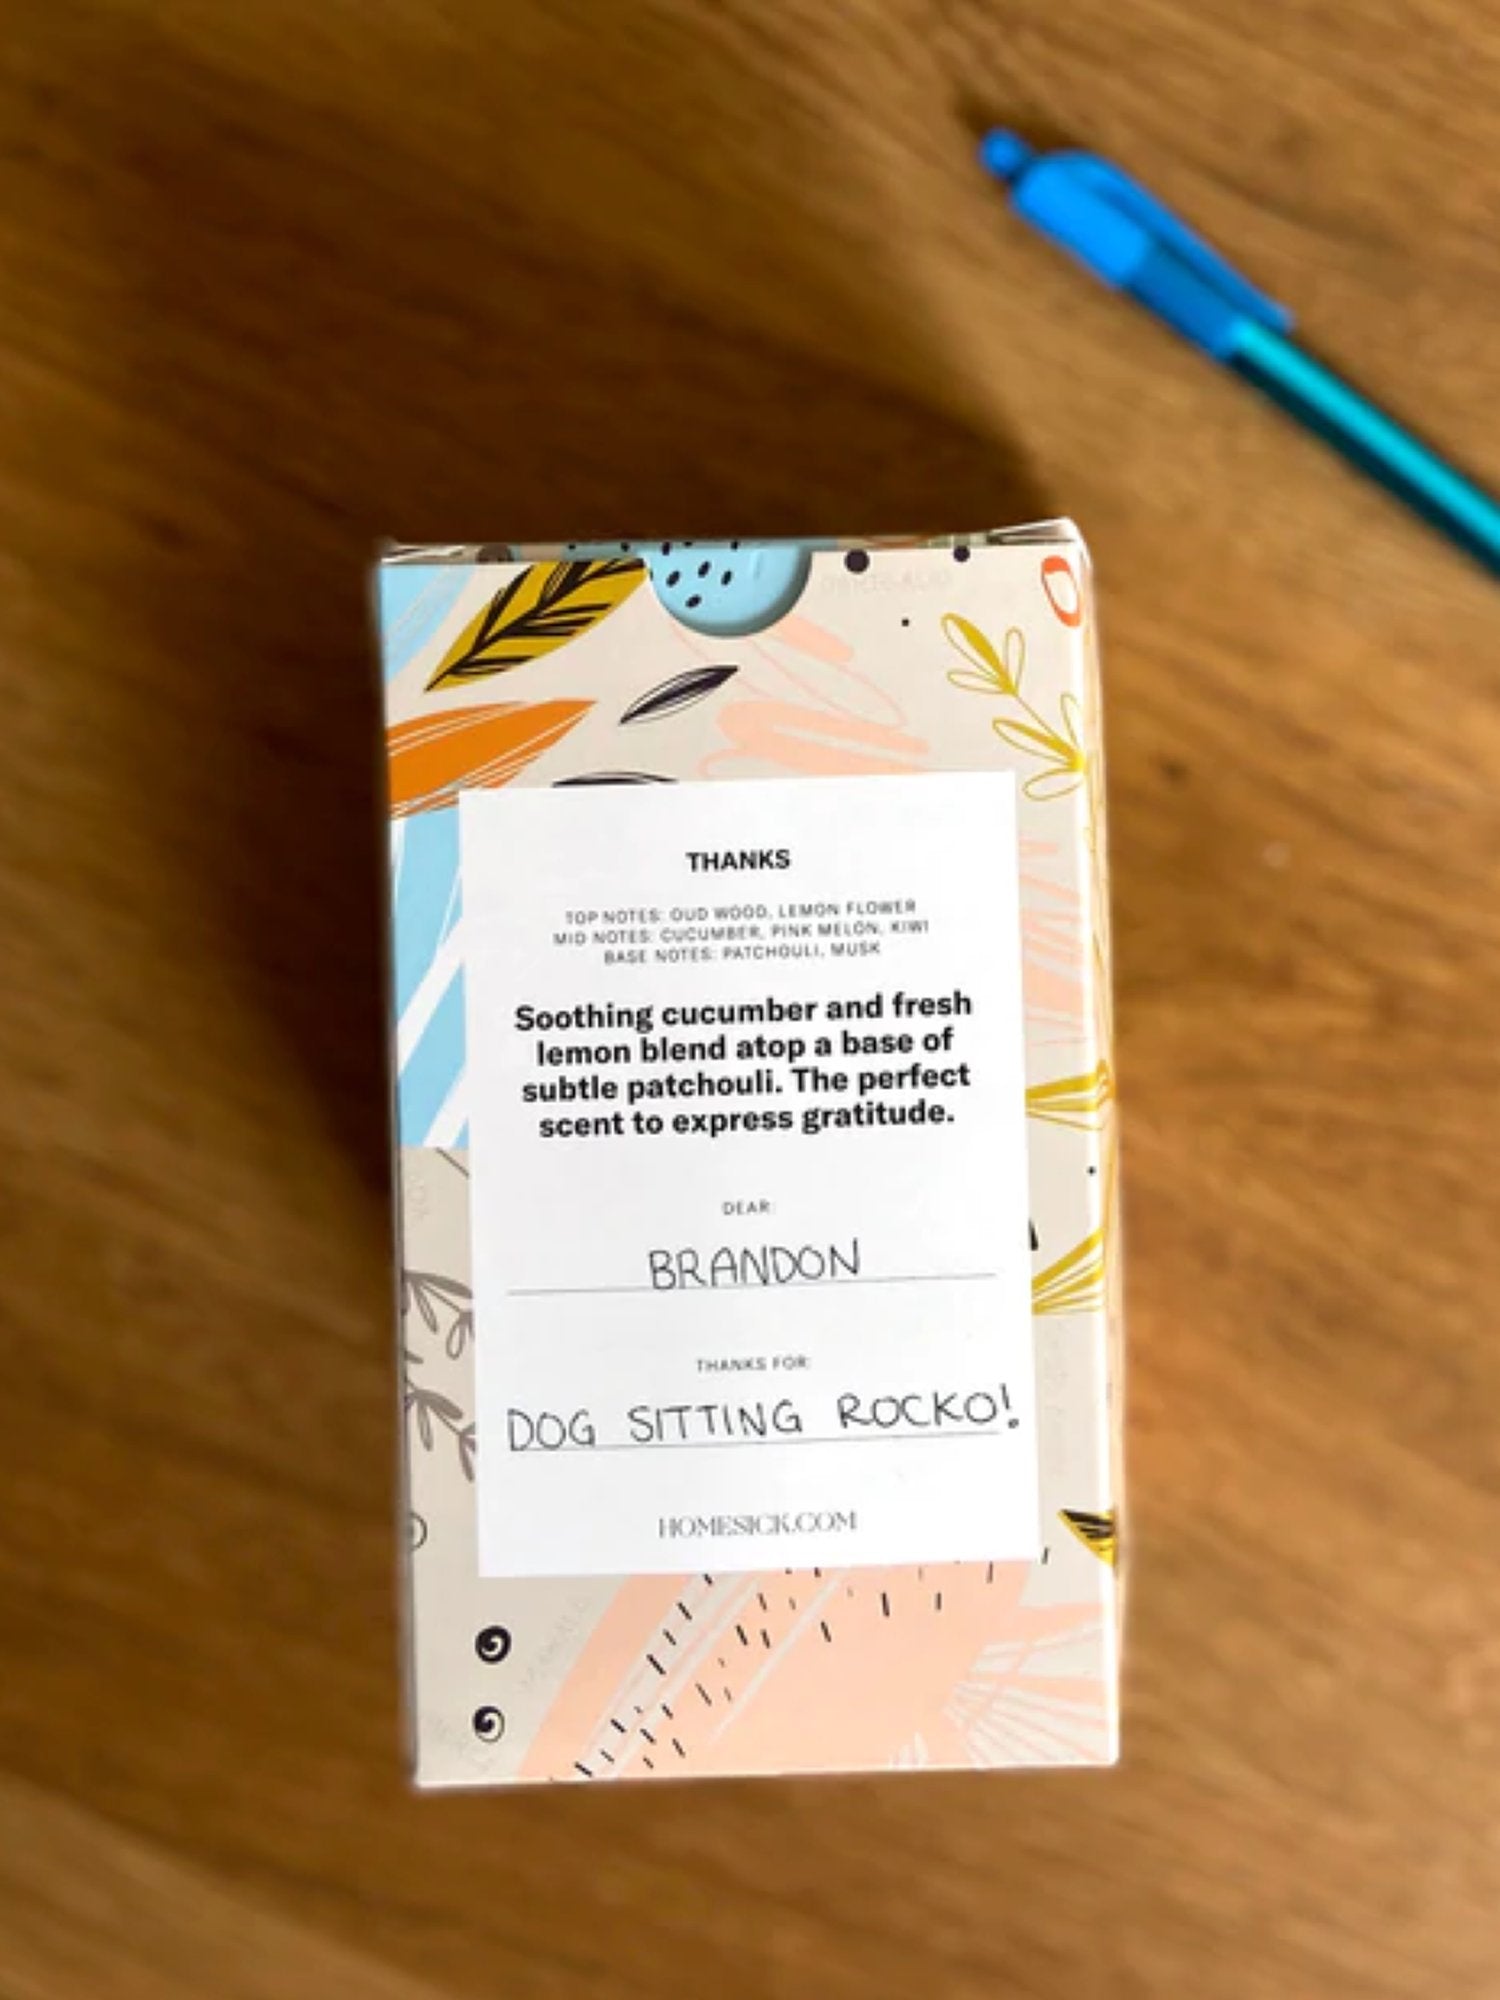 THANKS
TOP NOTES: OUD WOOD, LEMON FLOWER
MID NOTES: CUCUMBER, PINK MELON, KIWI
BASE NOTES: PATCHOULI, MUSK
Soothing cucumber and fresh
lemon blend atop a base of
subtle patchouli. The perfect
scent to express gratitude.
DEAR:
BRANDON
THANKS FOR:
DOG SITTING ROCKO!
HOMESICK.COM